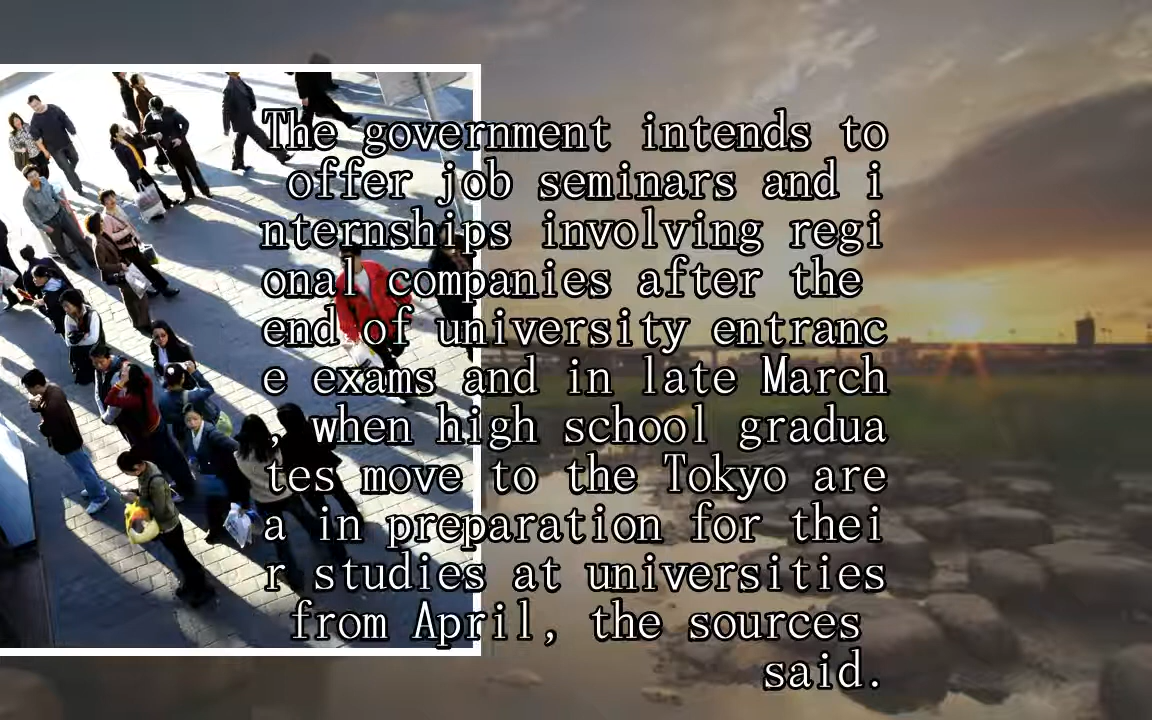 The government intends to
offer job seminars and i
nternships involving regi
onal companies after the
end of university entranc
e exams and in late March
, when high school gradua
tes move to the Tokyo are
a in preparation for thei
r studies at universities
from April, the sources
said.